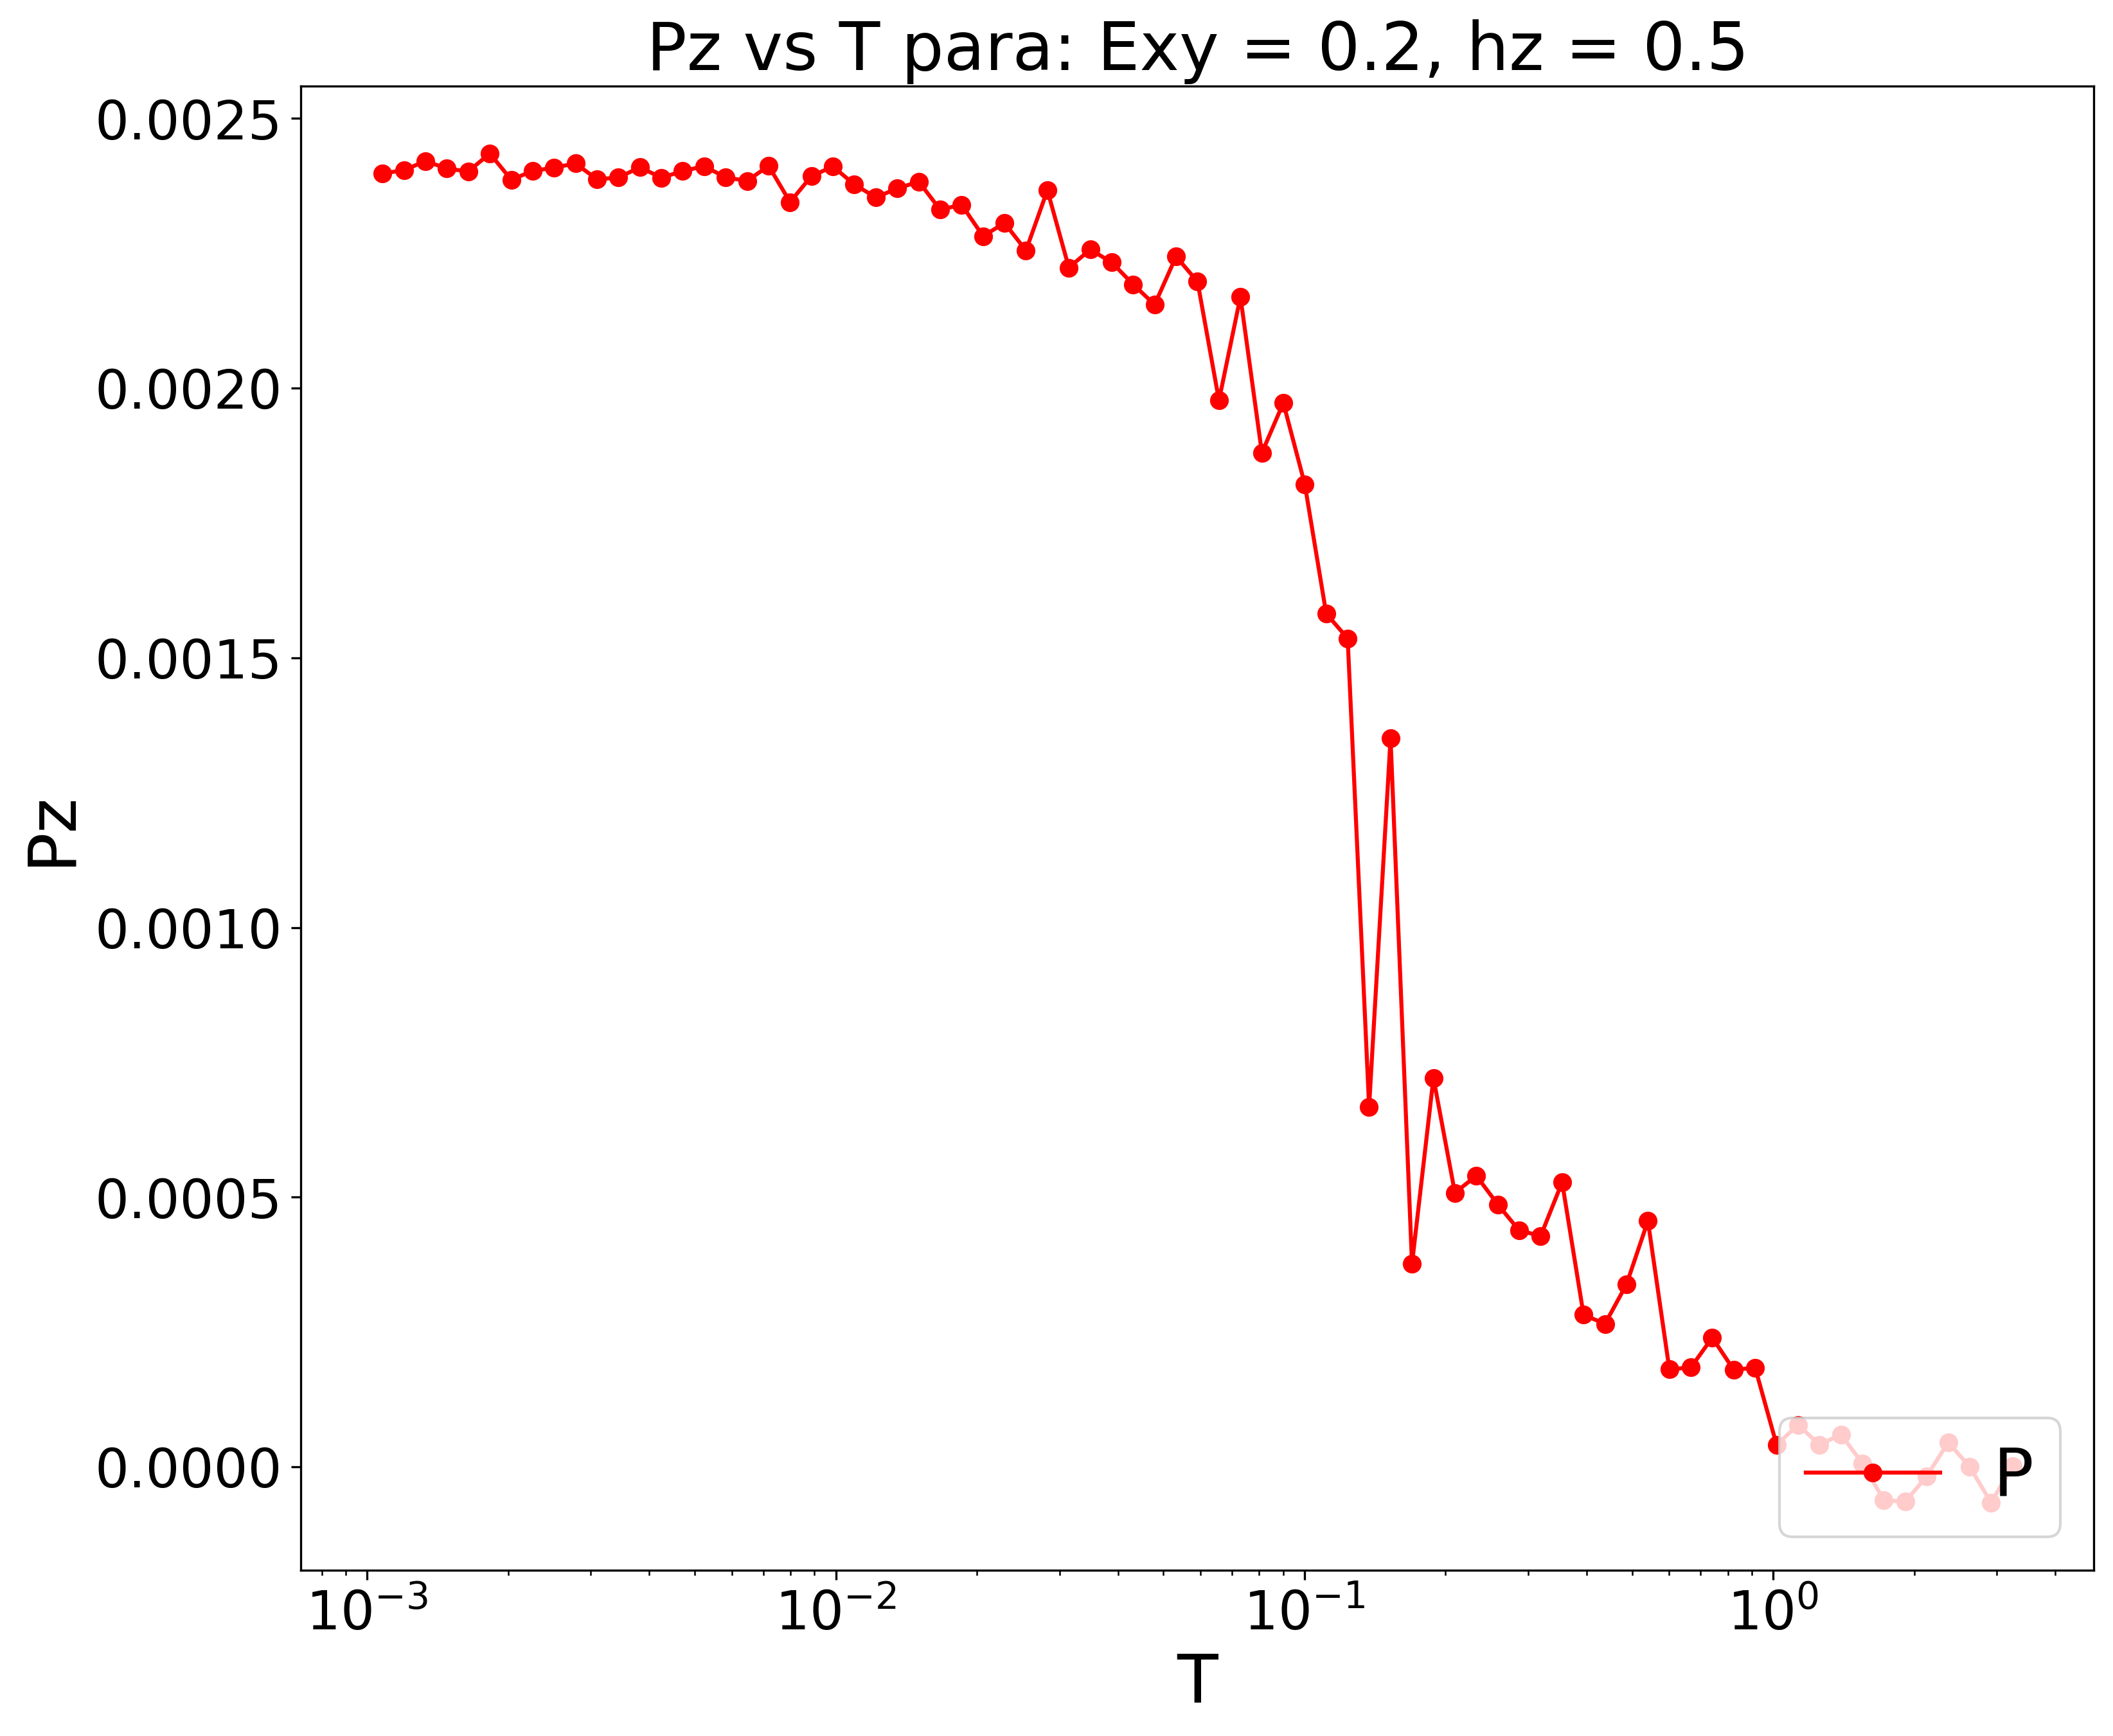 Pz vs T para: Exy = 0.2, hz = 0.5
0.0025
0.0020
0.0015
0.0010
0.0005
0.0000
Pz
P
10⁻³ 10⁻² 10⁻¹ 10⁰
T